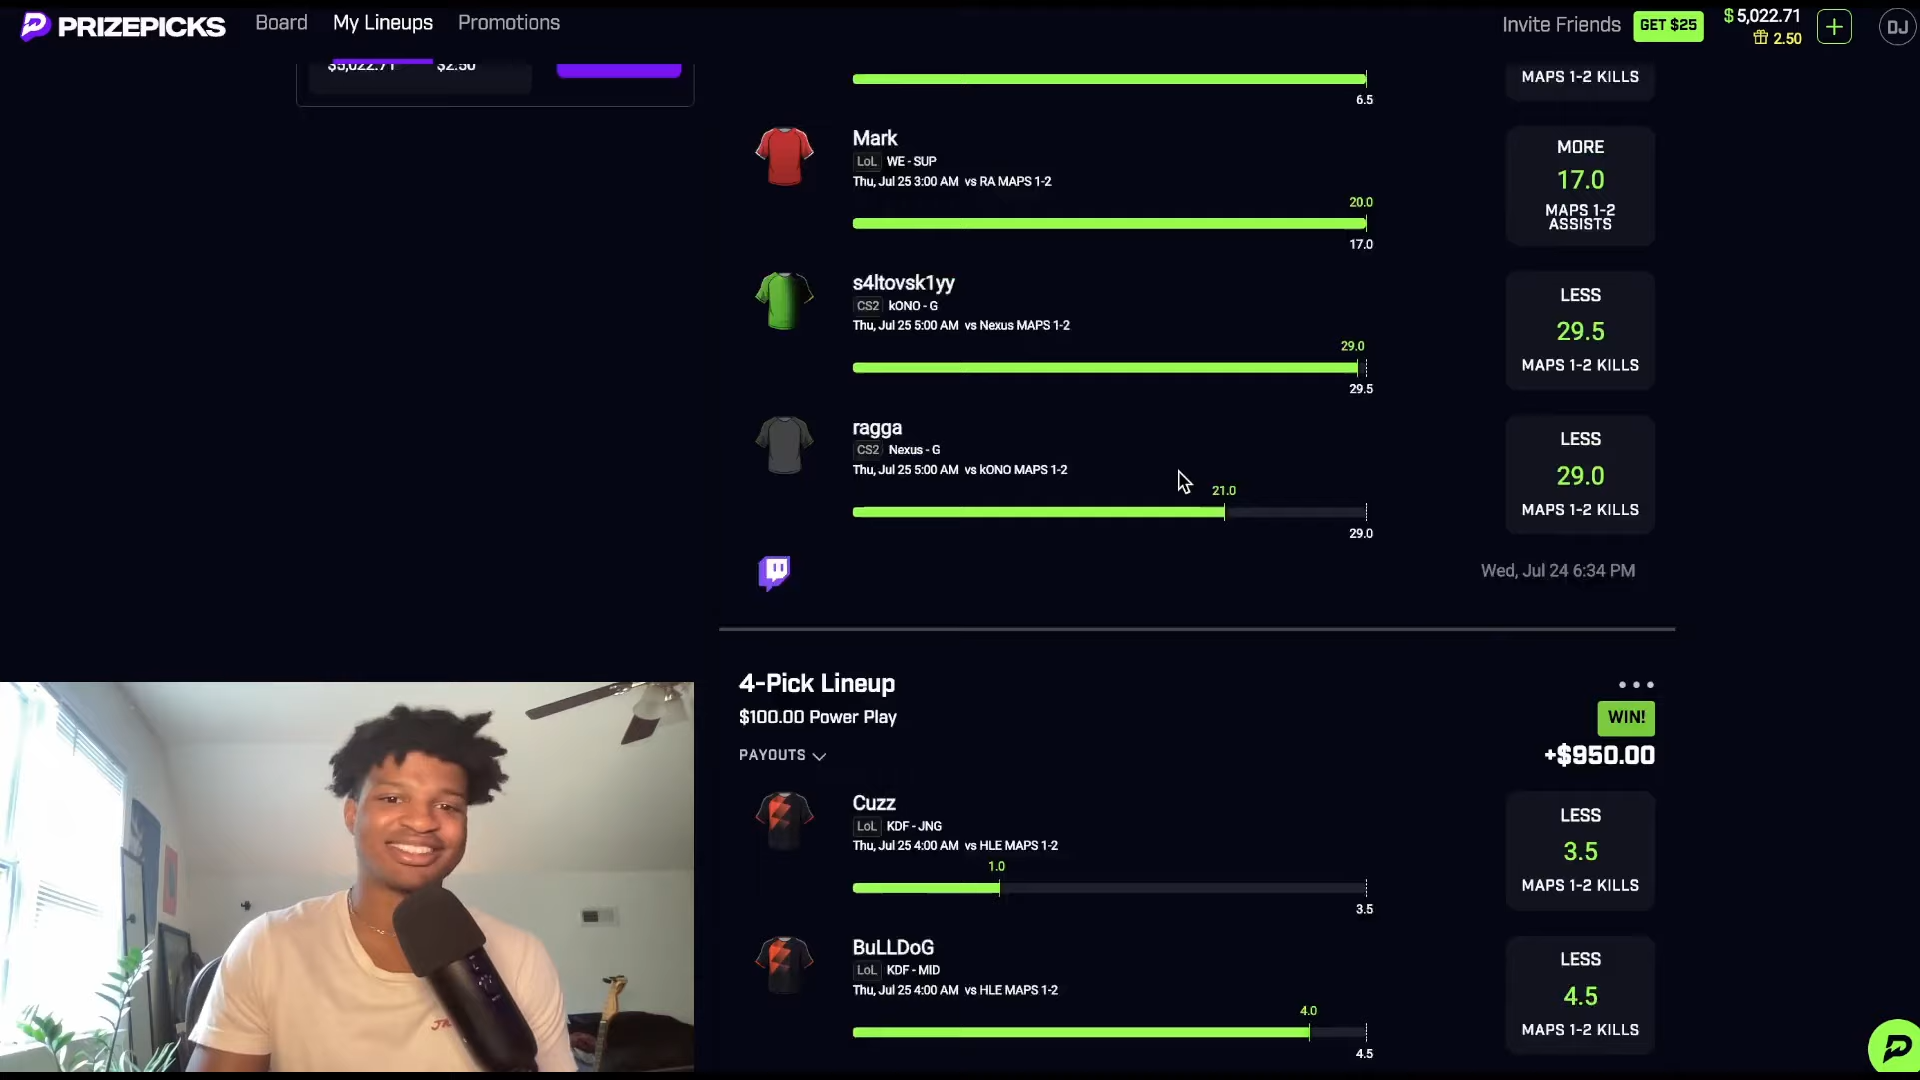 PRIZEPICKS
Board
My Lineups
Promotions
Invite Friends
GET $25
$ 5,022.71
2.50
DJ
$5,022.71
$2.50
MAPS 1-2 KILLS
6.5
Mark
LoL WE - SUP
Thu, Jul 25 3:00 AM vs RA MAPS 1-2
20.0
17.0
MORE
17.0
MAPS 1-2
ASSISTS
s4ltovsk1yy
CS2 kONO - G
Thu, Jul 25 5:00 AM vs Nexus MAPS 1-2
29.0
29.5
LESS
29.5
MAPS 1-2 KILLS
ragga
CS2 Nexus - G
Thu, Jul 25 5:00 AM vs kONO MAPS 1-2
21.0
29.0
LESS
29.0
MAPS 1-2 KILLS
Wed, Jul 24 6:34 PM
4-Pick Lineup
$100.00 Power Play
WIN!
PAYOUTS
+$950.00
Cuzz
LoL KDF - JNG
Thu, Jul 25 4:00 AM vs HLE MAPS 1-2
1.0
3.5
LESS
3.5
MAPS 1-2 KILLS
BuLLDoG
LoL KDF - MID
Thu, Jul 25 4:00 AM vs HLE MAPS 1-2
4.0
4.5
LESS
4.5
MAPS 1-2 KILLS